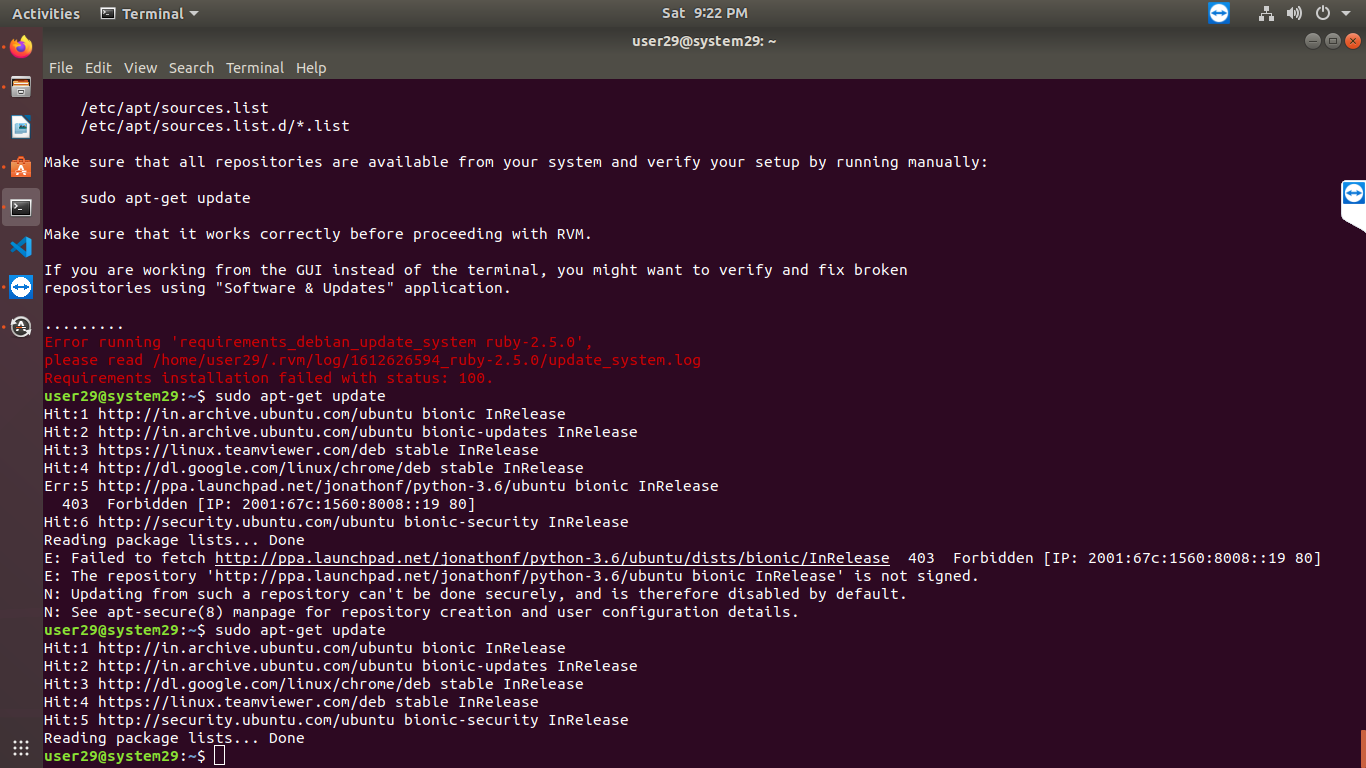 Activities Terminal Sat 9:22 PM
user29@system29: ~
File Edit View Search Terminal Help
/etc/apt/sources.list
/etc/apt/sources.list.d/*.list
Make sure that all repositories are available from your system and verify your setup by running manually:
sudo apt-get update
Make sure that it works correctly before proceeding with RVM.
If you are working from the GUI instead of the terminal, you might want to verify and fix broken
repositories using "Software & Updates" application.
.........
Error running 'requirements_debian_update_system ruby-2.5.0',
please read /home/user29/.rvm/log/1612626594_ruby-2.5.0/update_system.log
Requirements installation failed with status: 100.
user29@system29:~$ sudo apt-get update
Hit:1 http://in.archive.ubuntu.com/ubuntu bionic InRelease
Hit:2 http://in.archive.ubuntu.com/ubuntu bionic-updates InRelease
Hit:3 https://linux.teamviewer.com/deb stable InRelease
Hit:4 http://dl.google.com/linux/chrome/deb stable InRelease
Err:5 http://ppa.launchpad.net/jonathonf/python-3.6/ubuntu bionic InRelease
403  Forbidden [IP: 2001:67c:1560:8008::19 80]
Hit:6 http://security.ubuntu.com/ubuntu bionic-security InRelease
Reading package lists... Done
E: Failed to fetch http://ppa.launchpad.net/jonathonf/python-3.6/ubuntu/dists/bionic/InRelease  403  Forbidden [IP: 2001:67c:1560:8008::19 80]
E: The repository 'http://ppa.launchpad.net/jonathonf/python-3.6/ubuntu bionic InRelease' is not signed.
N: Updating from such a repository can't be done securely, and is therefore disabled by default.
N: See apt-secure(8) manpage for repository creation and user configuration details.
user29@system29:~$ sudo apt-get update
Hit:1 http://in.archive.ubuntu.com/ubuntu bionic InRelease
Hit:2 http://in.archive.ubuntu.com/ubuntu bionic-updates InRelease
Hit:3 http://dl.google.com/linux/chrome/deb stable InRelease
Hit:4 https://linux.teamviewer.com/deb stable InRelease
Hit:5 http://security.ubuntu.com/ubuntu bionic-security InRelease
Reading package lists... Done
user29@system29:~$